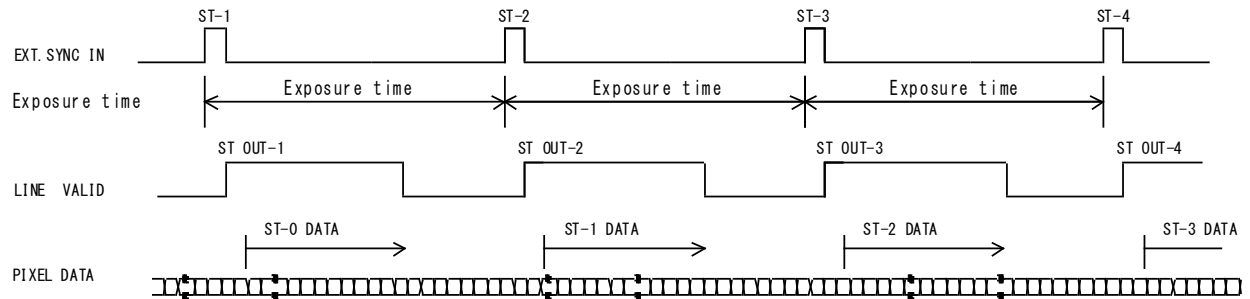 ST-1 ST-2 ST-3 ST-4
EXT.SYNC IN
Exposure time Exposure time Exposure time Exposure time
ST OUT-1 ST OUT-2 ST OUT-3 ST OUT-4
LINE VALID
ST-0 DATA ST-1 DATA ST-2 DATA ST-3 DATA
PIXEL DATA